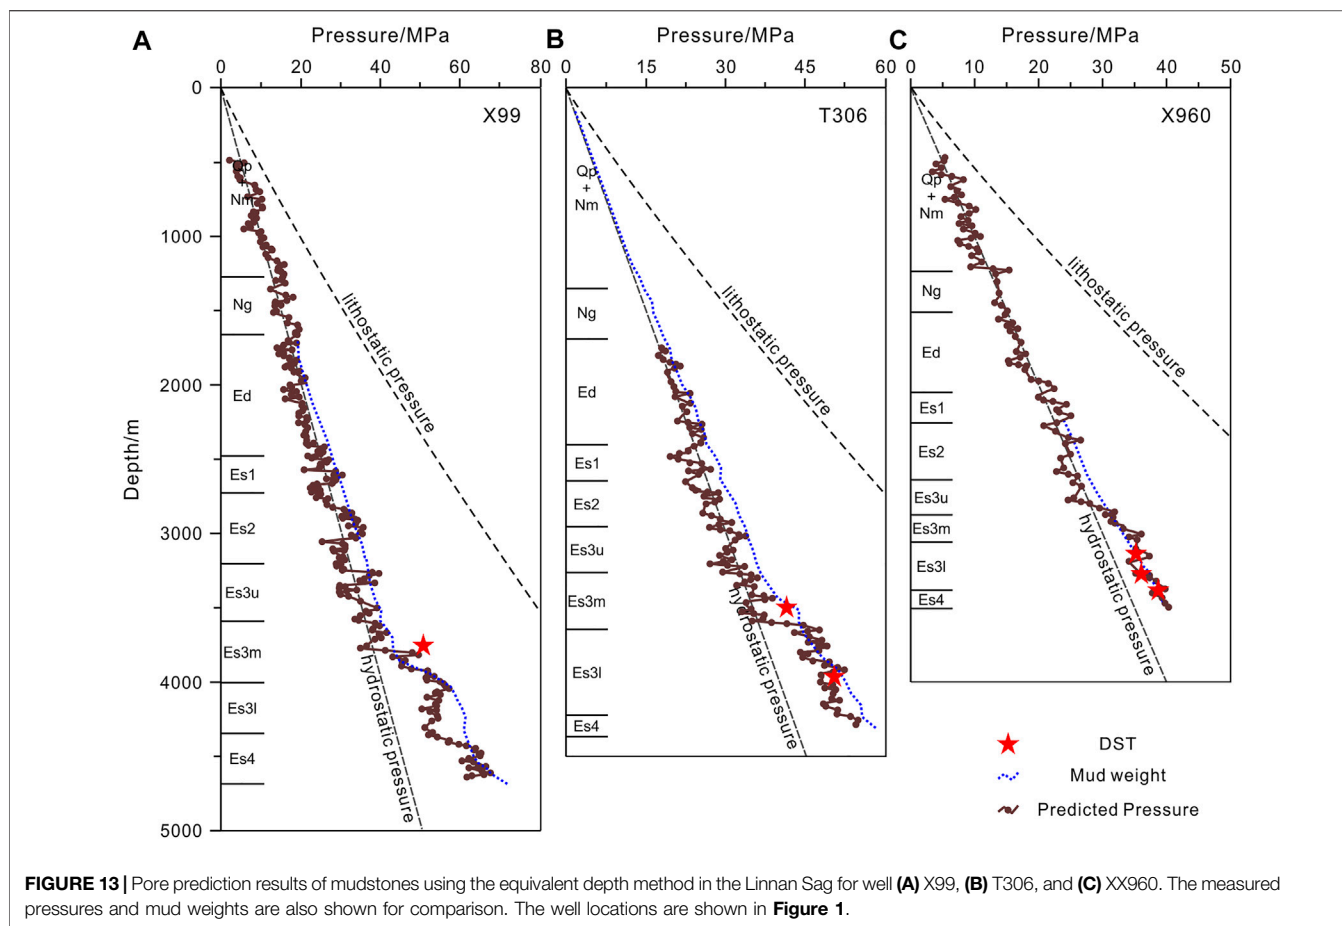 A
Pressure/MPa
0
20
40
60
80
X99
0
1000
2000
3000
4000
5000
Depth/m
Qp
+
Nm
Ng
Ed
Es1
Es2
Es3u
Es3m
Es3l
Es4
lithostatic pressure
hydrostatic pressure
B
Pressure/MPa
0
15
30
45
60
T306
Qp
+
Nm
Ng
Ed
Es1
Es2
Es3u
Es3m
Es3l
Es4
lithostatic pressure
hydrostatic pressure
C
Pressure/MPa
0
10
20
30
40
50
X960
Qp
+
Nm
Ng
Ed
Es1
Es2
Es3u
Es3m
Es3l
Es4
lithostatic pressure
hydrostatic pressure
DST
Mud weight
Predicted Pressure
FIGURE 13 | Pore prediction results of mudstones using the equivalent depth method in the Linnan Sag for well (A) X99, (B) T306, and (C) XX960. The measured
pressures and mud weights are also shown for comparison. The well locations are shown in Figure 1.